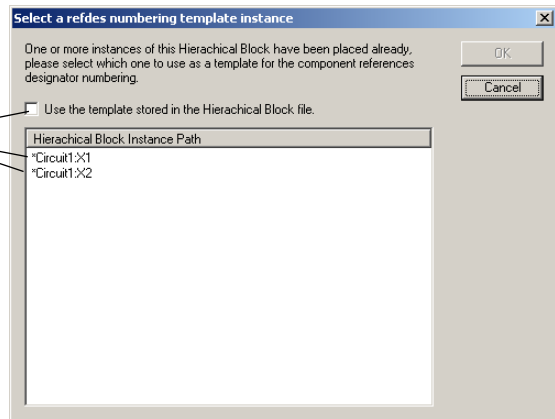 Select a refdes numbering template instance
One or more instances of this Hierachical Block have been placed already,
please select which one to use as a template for the component references
designator numbering.
OK
Cancel
Use the template stored in the Hierachical Block file.
Hierachical Block Instance Path
*Circuit1:X1
*Circuit1:X2